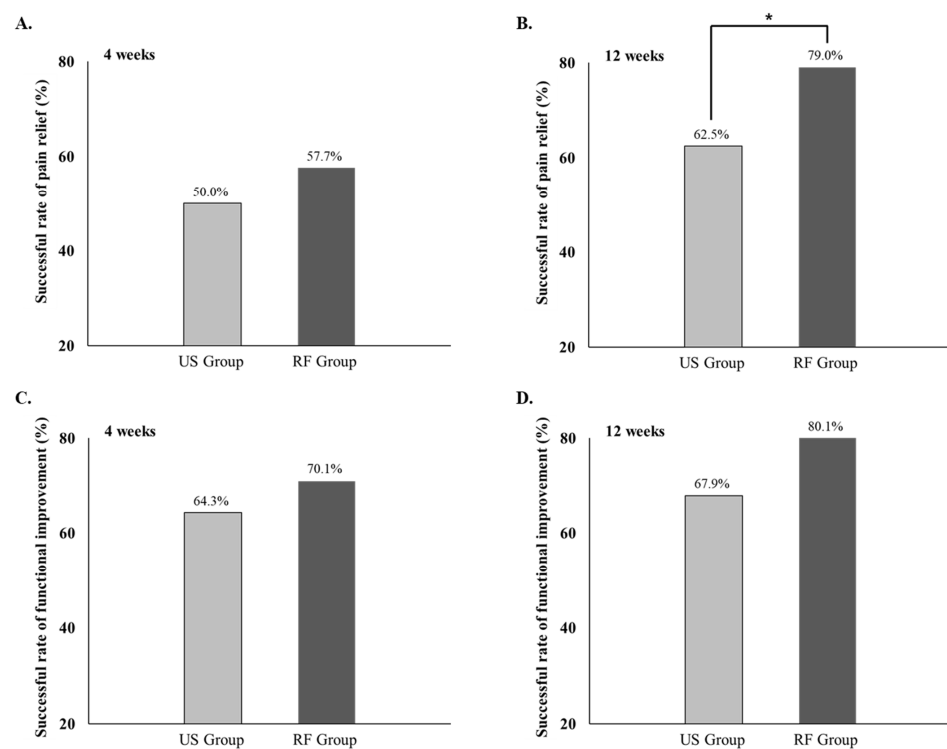 A.
4 weeks
Successful rate of pain relief (%)
80
60
40
20
50.0%
57.7%
US Group
RF Group
B.
12 weeks
*
Successful rate of pain relief (%)
80
60
40
20
62.5%
79.0%
US Group
RF Group
C.
4 weeks
Successful rate of functional improvement (%)
80
60
40
20
64.3%
70.1%
US Group
RF Group
D.
12 weeks
Successful rate of functional improvement (%)
80
60
40
20
67.9%
80.1%
US Group
RF Group